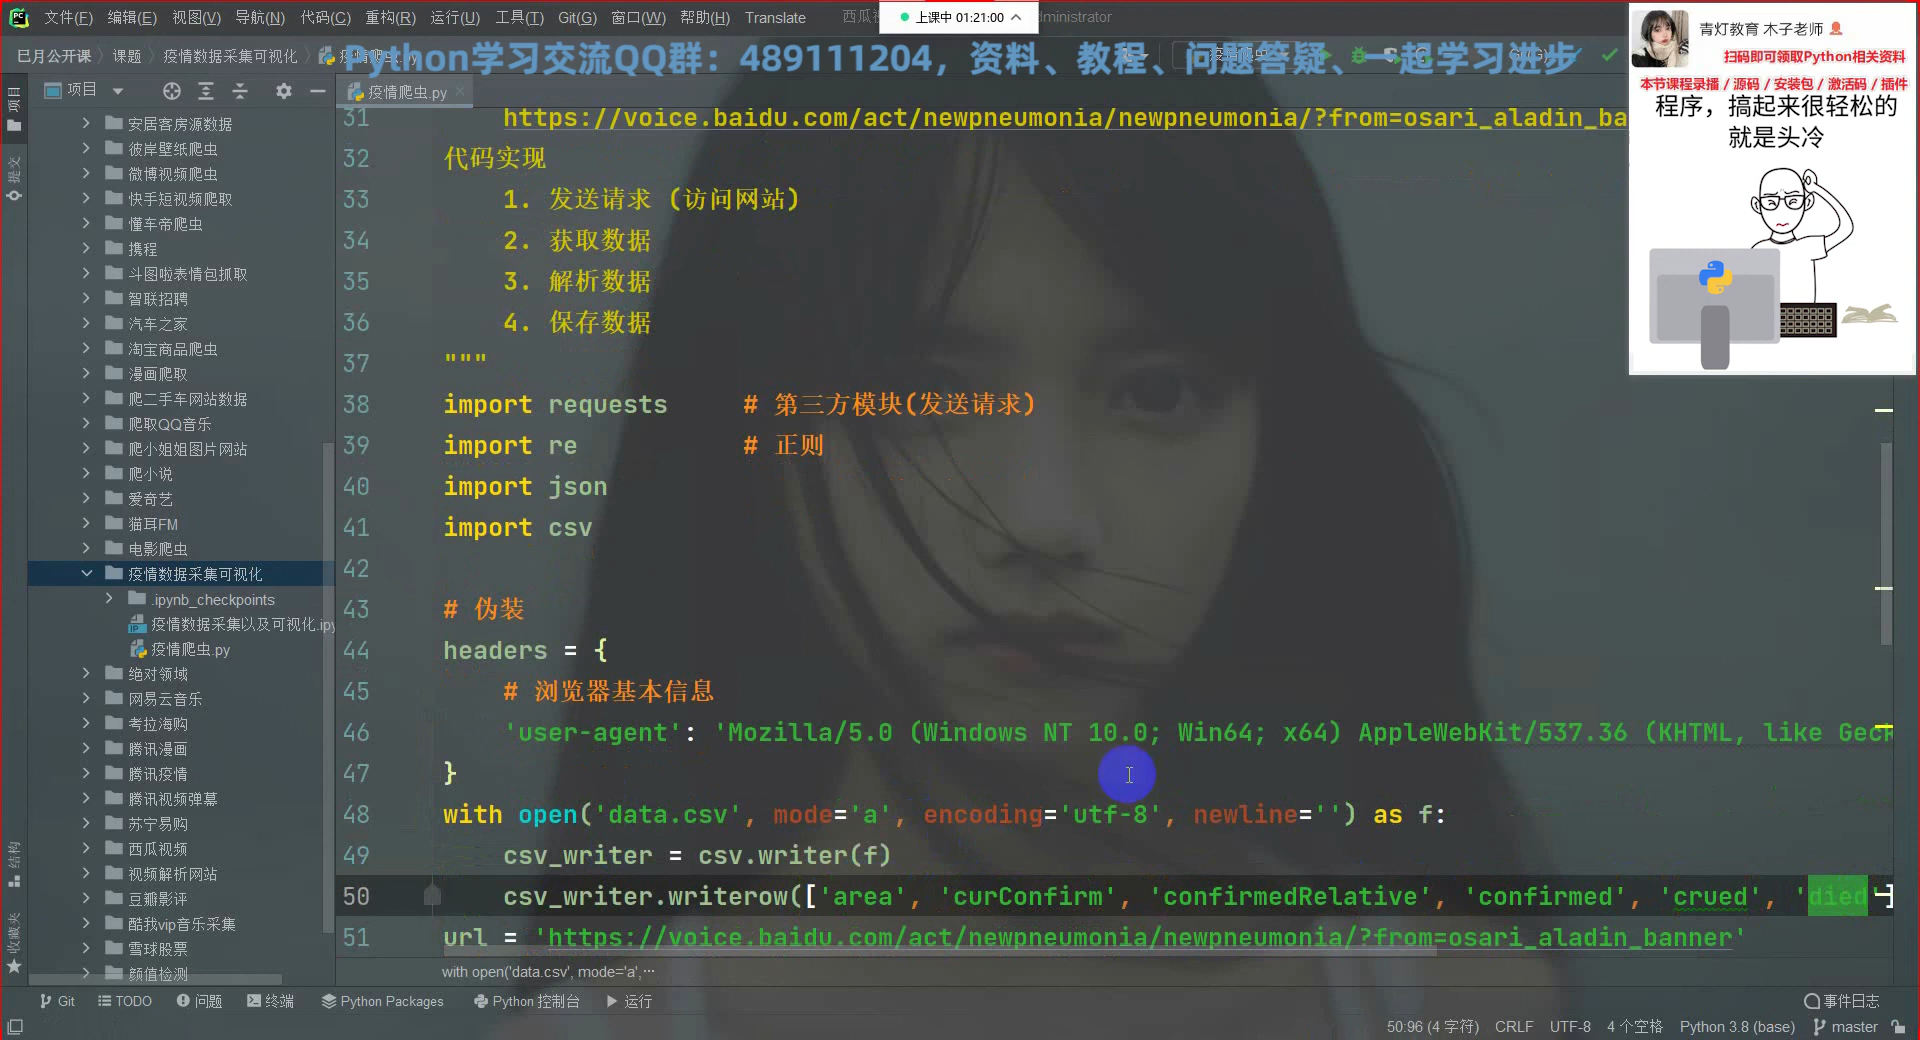 文件(F) 编辑(E) 视图(V) 导航(N) 代码(C) 重构(R) 运行(U) 工具(T) Git(G) 窗口(W) 帮助(H) Translate
上课中 01:21:00
dministrator
巳月公开课 课题 疫情数据采集可视化
Python学习交流QQ群：489111204，资料、教程、问题答疑、一起学习进步
青灯教育 木子老师
扫码即可领取Python相关资料
本节课程录播 / 源码 / 安装包 / 激活码 / 插件
程序，搞起来很轻松的
就是头冷
项目
提交
结构
收藏夹
项目
安居客房源数据
彼岸壁纸爬虫
微博视频爬虫
快手短视频爬取
懂车帝爬虫
携程
斗图啦表情包抓取
智联招聘
汽车之家
淘宝商品爬虫
漫画爬取
爬二手车网站数据
爬取QQ音乐
爬小姐姐图片网站
爬小说
爱奇艺
猫耳FM
电影爬虫
疫情数据采集可视化
.ipynb_checkpoints
疫情数据采集以及可视化.ipy
疫情爬虫.py
绝对领域
网易云音乐
考拉海购
腾讯漫画
腾讯疫情
腾讯视频弹幕
苏宁易购
西瓜视频
视频解析网站
豆瓣影评
酷我vip音乐采集
雪球股票
颜值检测
疫情爬虫.py
31 https://voice.baidu.com/act/newpneumonia/newpneumonia/?from=osari_aladin_ba
32 代码实现
33 1. 发送请求 (访问网站)
34 2. 获取数据
35 3. 解析数据
36 4. 保存数据
37 """
38 import requests # 第三方模块(发送请求)
39 import re # 正则
40 import json
41 import csv
42
43 # 伪装
44 headers = {
45 # 浏览器基本信息
46 'user-agent': 'Mozilla/5.0 (Windows NT 10.0; Win64; x64) AppleWebKit/537.36 (KHTML, like Geck
47 }
48 with open('data.csv', mode='a', encoding='utf-8', newline='') as f:
49 csv_writer = csv.writer(f)
50 csv_writer.writerow(['area', 'curConfirm', 'confirmedRelative', 'confirmed', 'crued', 'died']
51 url = 'https://voice.baidu.com/act/newpneumonia/newpneumonia/?from=osari_aladin_banner'
with open('data.csv', mode='a',···
Git TODO 问题 终端 Python Packages Python 控制台 运行 事件日志
50:96 (4 字符) CRLF UTF-8 4 个空格 Python 3.8 (base) master